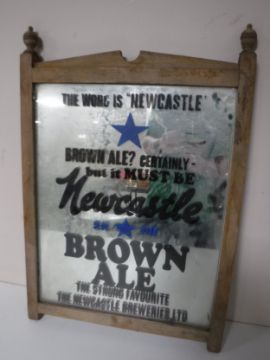 THE WORD IS "NEWCASTLE"
BROWN ALE? CERTAINLY-
but it MUST BE
Newcastle
BROWN
ALE
THE STRONG FAVOURITE
THE NEWCASTLE BREWERIES LTD